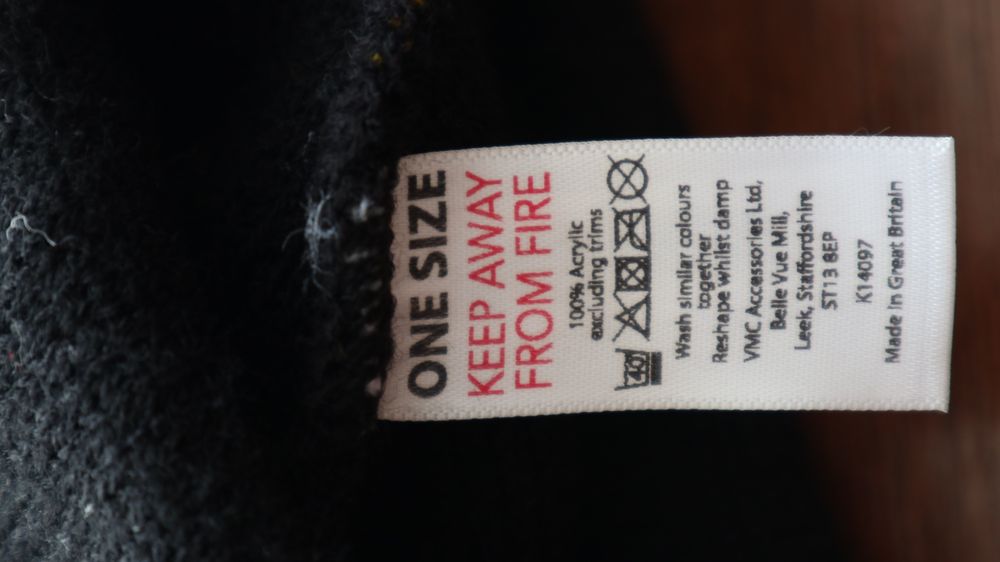 ONE SIZE
KEEP AWAY
FROM FIRE
100% Acrylic
excluding trims
40
Wash similar colours
together
Reshape whilst damp
VMC Accessories Ltd,
Belle Vue Mill,
Leek, Staffordshire
ST13 8EP
K14097
Made in Great Britain